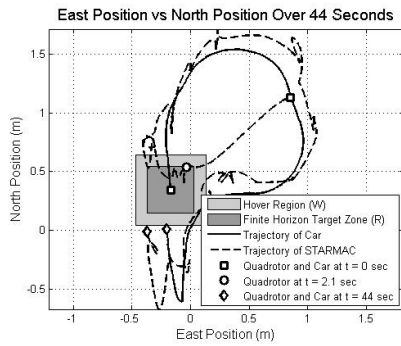 East Position vs North Position Over 44 Seconds
1.5
1
0.5
0
-0.5
North Position (m)
Hover Region (W)
Finite Horizon Target Zone (R)
Trajectory of Car
Trajectory of STARMAC
Quadrotor and Car at t = 0 sec
Quadrotor at t = 2.1 sec
Quadrotor and Car at t = 44 sec
-1
-0.5
0
0.5
1
1.5
East Position (m)